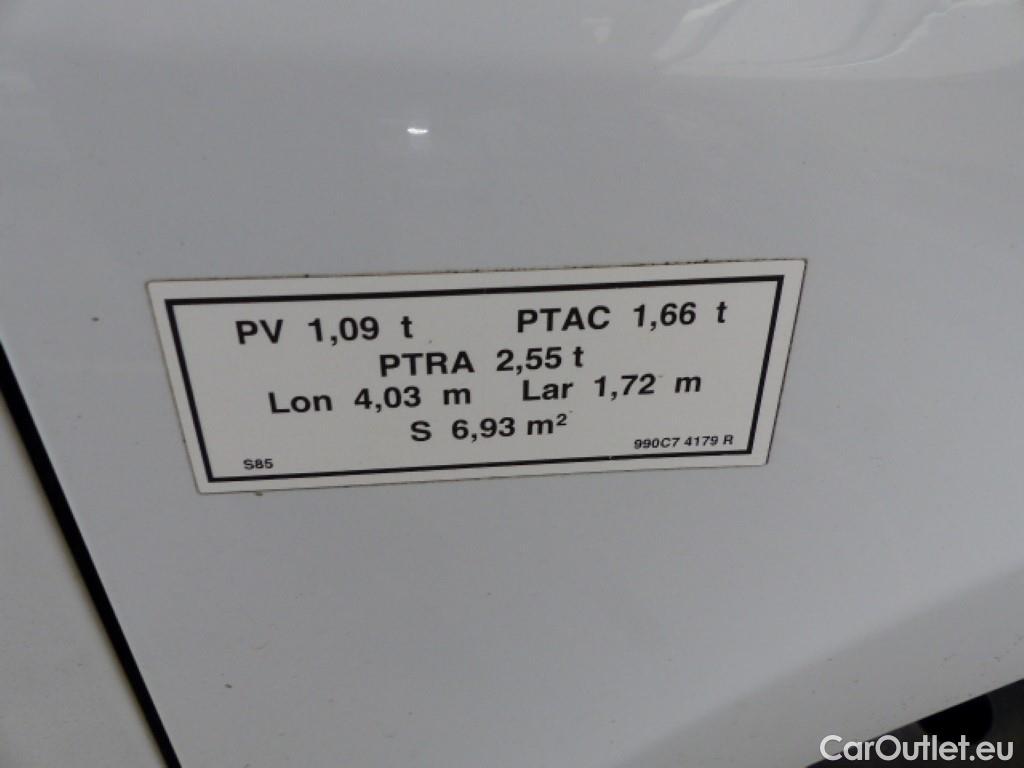 PV 1,09 t PTAC 1,66 t
PTRA 2,55 t
Lon 4,03 m Lar 1,72 m
S 6,93 m²
S85 990C7 4179 R
CarOutlet.eu